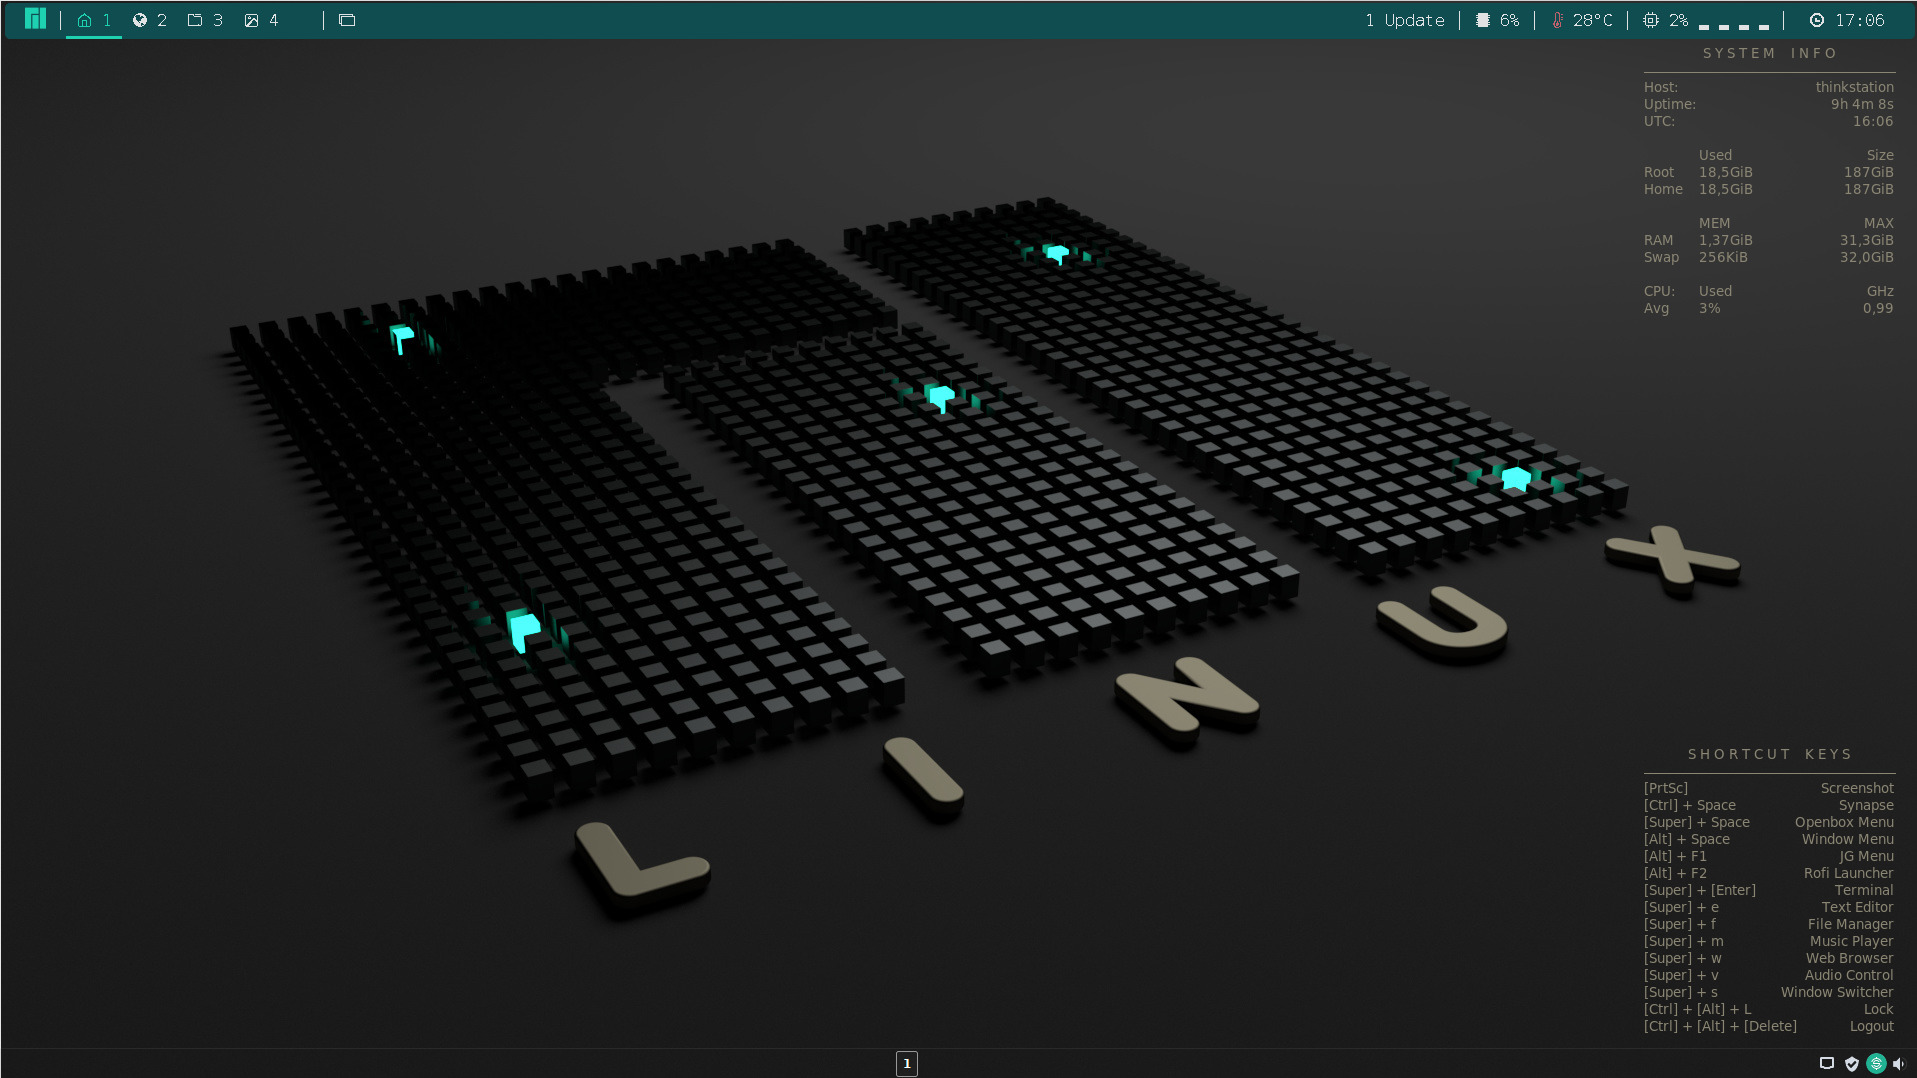 1 2 3 4 1 Update 6% 28°C 2% 17:06
SYSTEM INFO
Host: thinkstation
Uptime: 9h 4m 8s
UTC: 16:06
Used Size
Root 18,5GiB 187GiB
Home 18,5GiB 187GiB
MEM MAX
RAM 1,37GiB 31,3GiB
Swap 256KiB 32,0GiB
CPU: Used GHz
Avg 3% 0,99
L I N U X
SHORTCUT KEYS
[PrtSc] Screenshot
[Ctrl] + Space Synapse
[Super] + Space Openbox Menu
[Alt] + Space Window Menu
[Alt] + F1 JG Menu
[Alt] + F2 Rofi Launcher
[Super] + [Enter] Terminal
[Super] + e Text Editor
[Super] + f File Manager
[Super] + m Music Player
[Super] + w Web Browser
[Super] + v Audio Control
[Super] + s Window Switcher
[Ctrl] + [Alt] + L Lock
[Ctrl] + [Alt] + [Delete] Logout
1